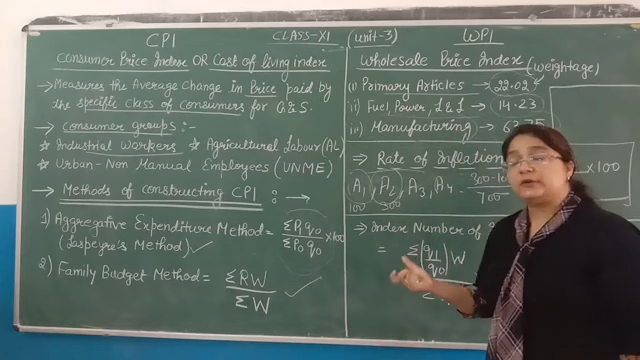 CPI
CLASS-XI
(unit-3)
WPI
Consumer Price Index OR Cost of living index
→ Measures the Average Change in Price paid by
the specific class of consumers for G & S.
→ Consumer groups :-
☆ Industrial Workers ☆ Agricultural Labour (AL)
☆ Urban-Non Manual Employees (UNME)
→ Methods of constructing CPI : →
1) Aggregative Expenditure Method = ΣP₁q₀ / ΣP₀q₀ × 100
(Laspeyre's Method) ✓
2) Family Budget Method = ΣRW / ΣW ✓
Wholesale Price Index (weightage)
(i) Primary Articles → 22.02
ii) Fuel, Power, L & L → 14.23
iii) Manufacturing → 63.75
⇒ Rate of Inflation
A₁, A₂, A₃, A₄
100 300
× 100
⇒ Index Number of
= Σ(q₁/q₀)W